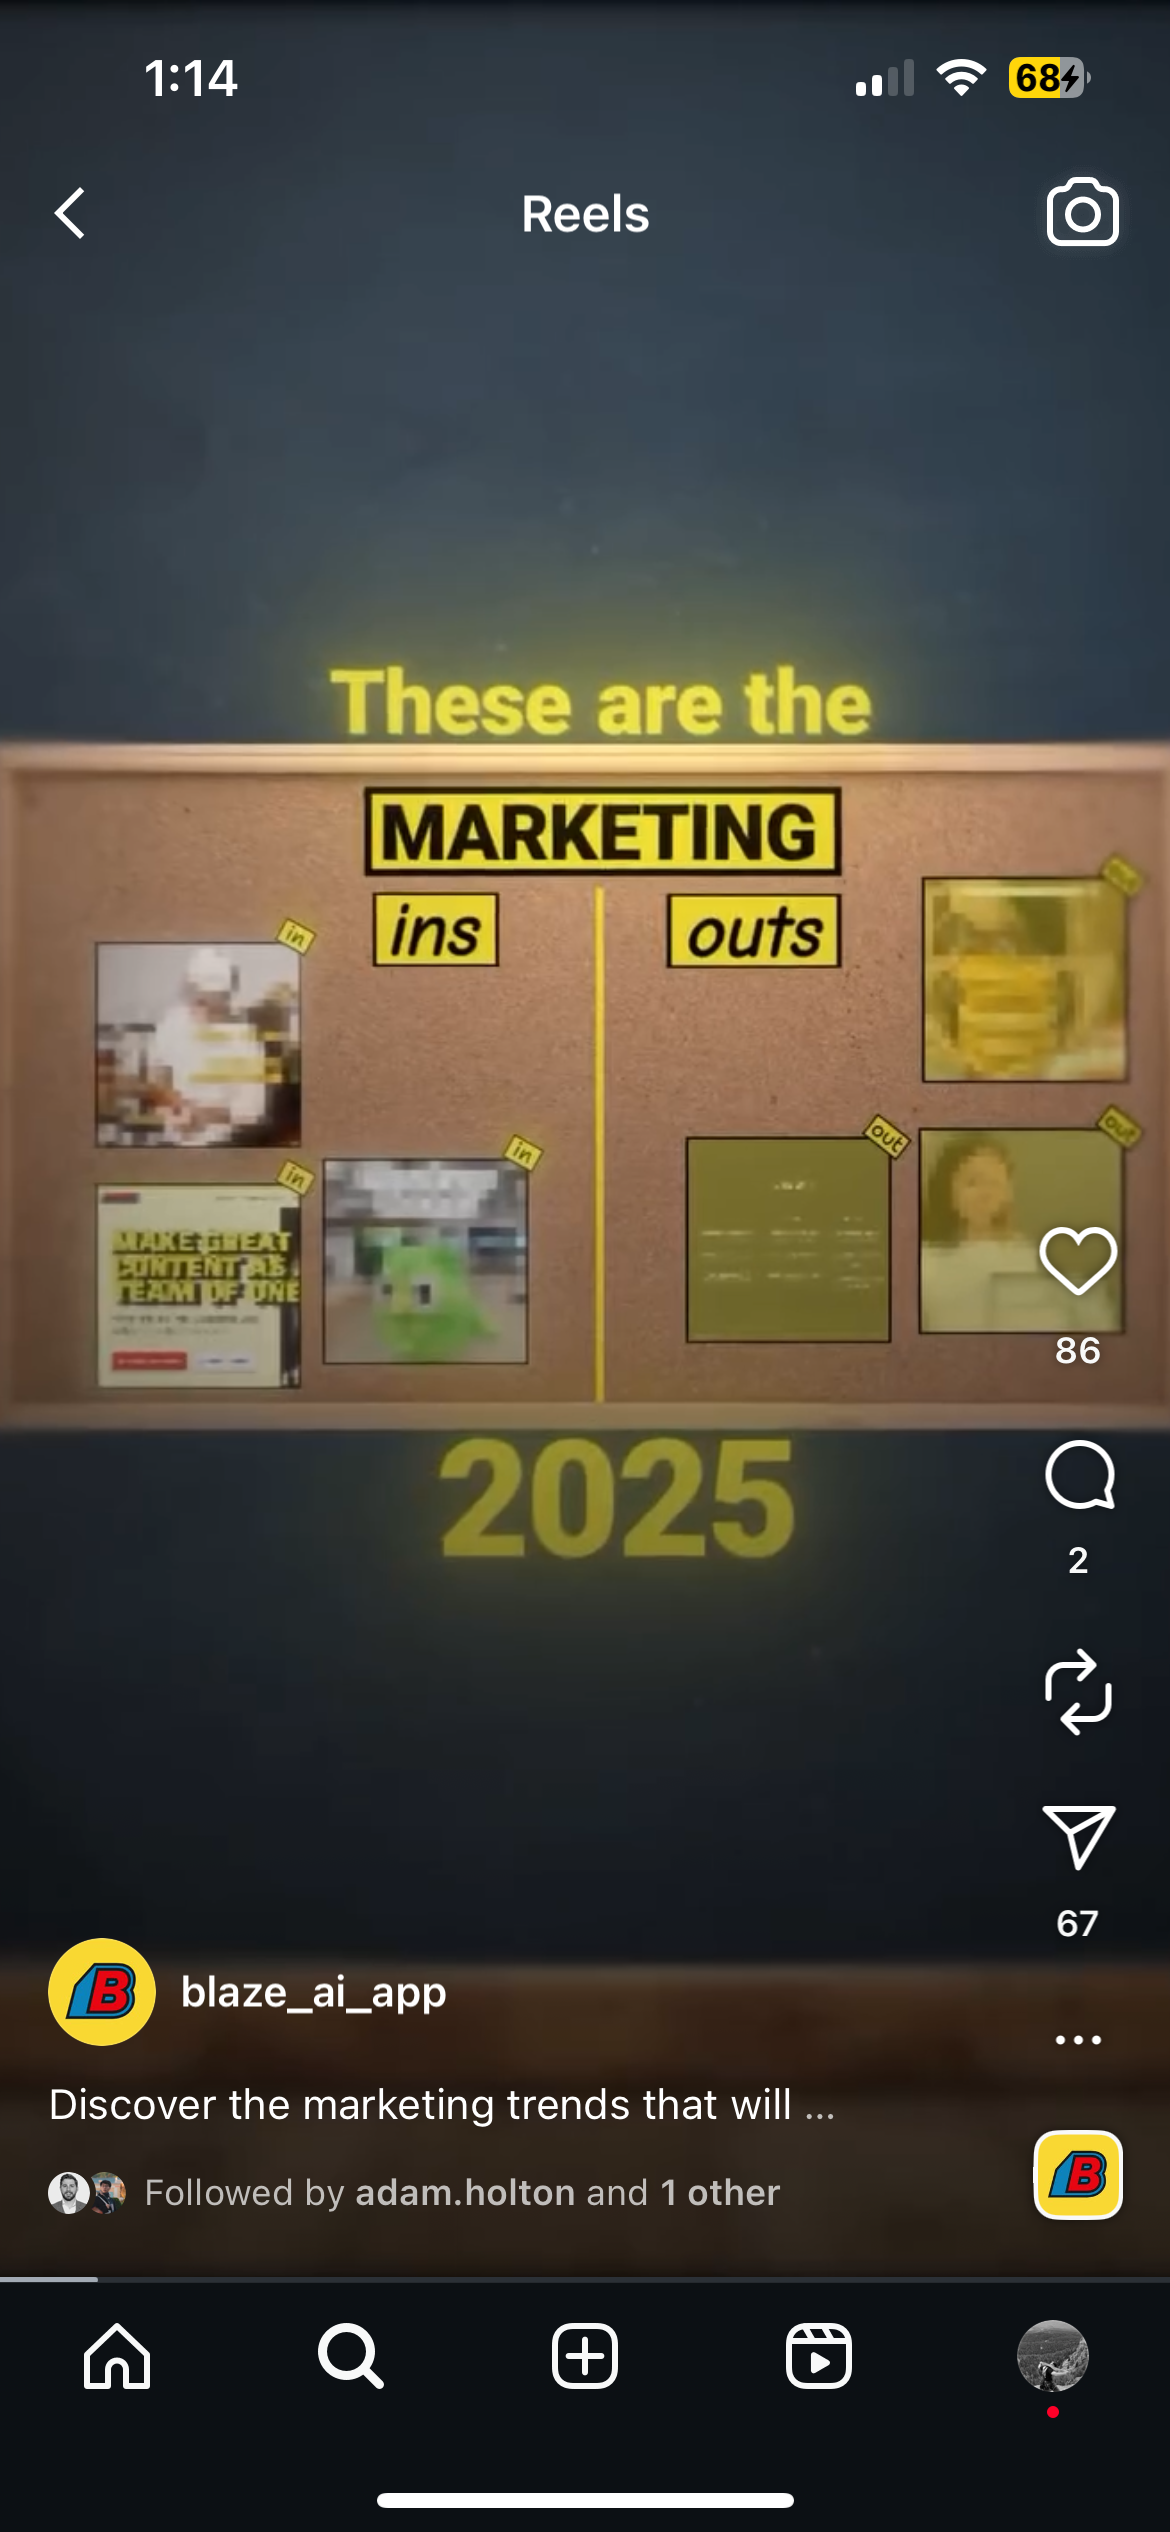 1:14
68
Reels
These are the
MARKETING
ins
outs
in
out
in
in
out
out
MAKE GREAT
CONTENT AS
TEAM OF ONE
86
2025
2
67
B
blaze_ai_app
Discover the marketing trends that will ...
B
Followed by adam.holton and 1 other